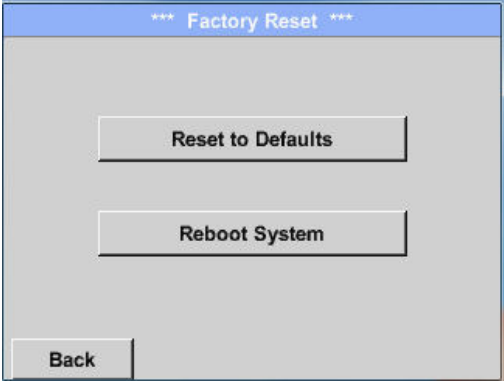 *** Factory Reset ***
Reset to Defaults
Reboot System
Back